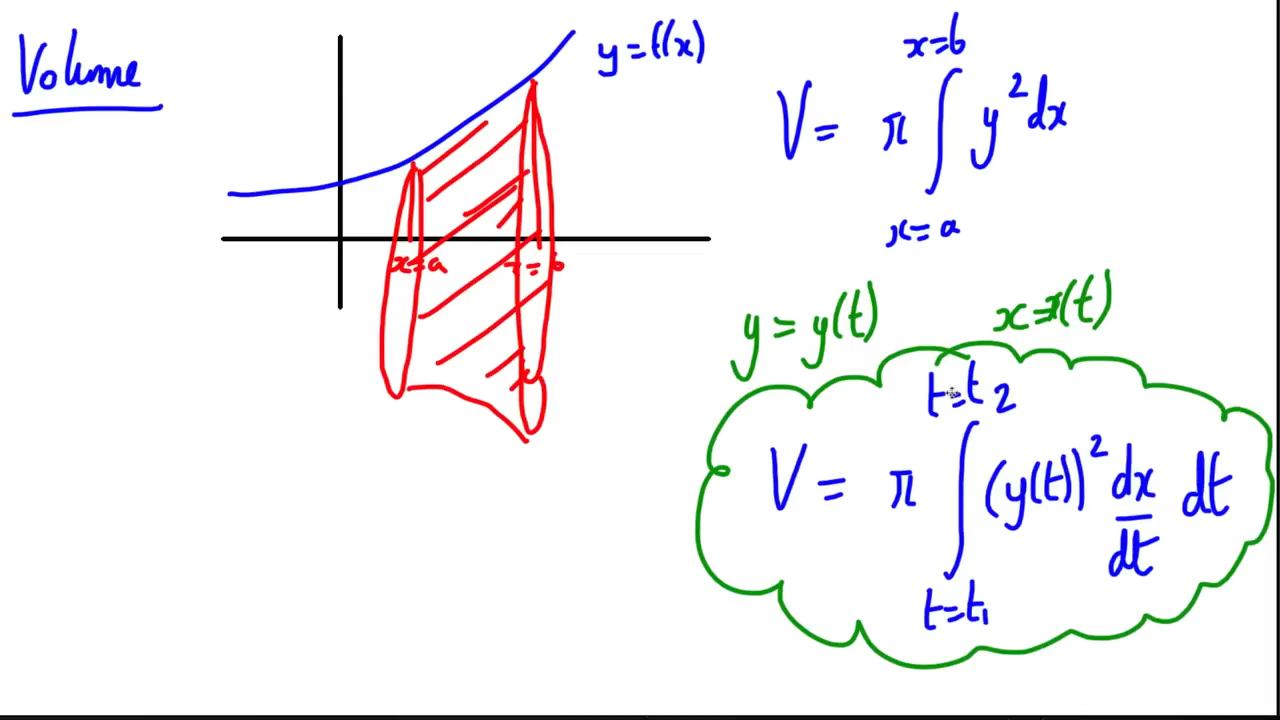 Volume
y = f(x)
x=a
x=b
V = π ∫ y² dx
x=b
x=a
y = y(t)
x=x(t)
t=t₂
V = π ∫ (y(t))² dx/dt dt
t=t₁